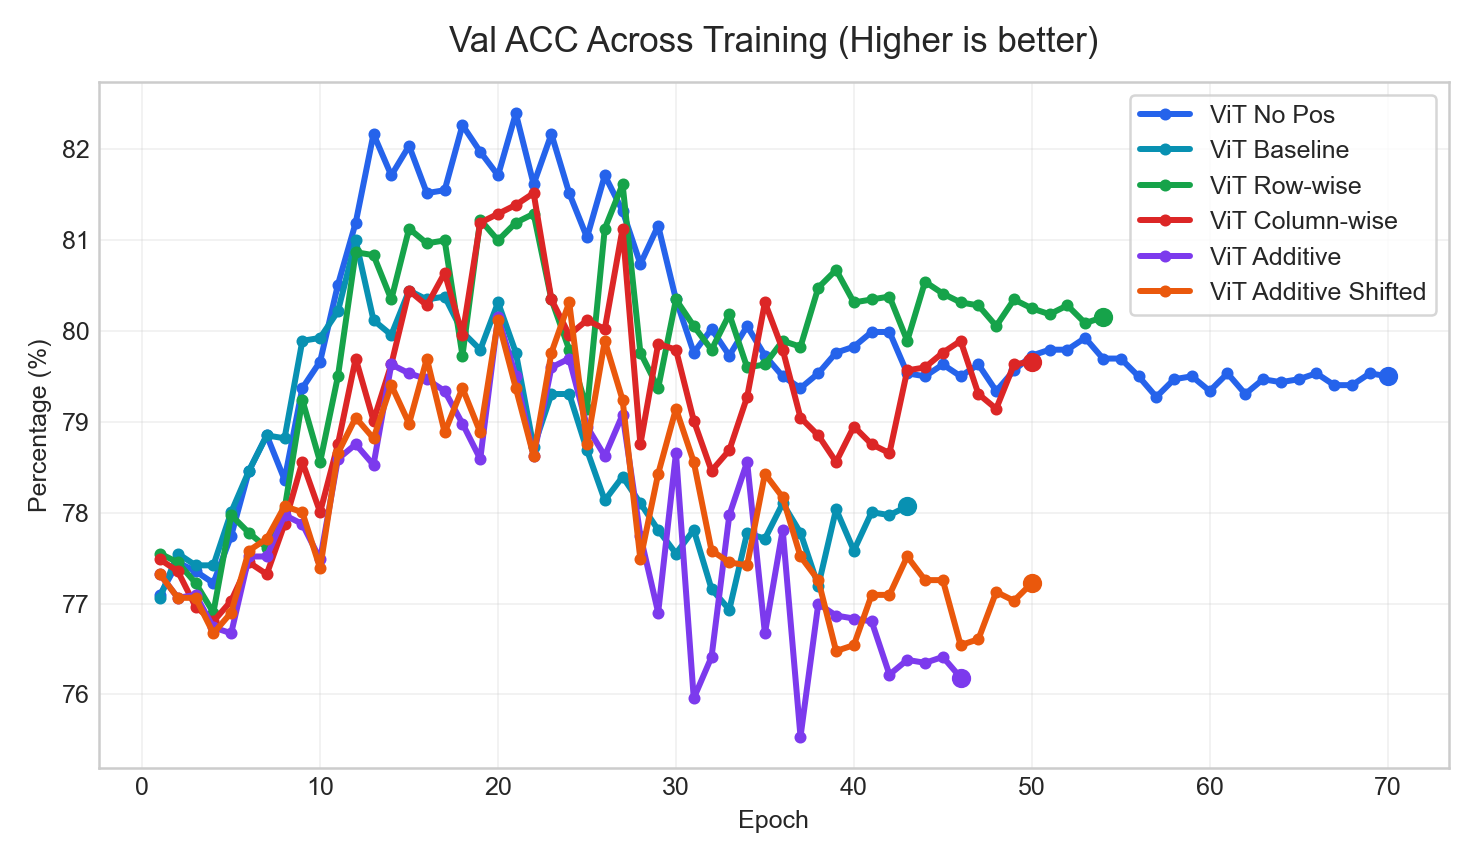 Val ACC Across Training (Higher is better)
ViT No Pos
ViT Baseline
ViT Row-wise
ViT Column-wise
ViT Additive
ViT Additive Shifted
Percentage (%)
82
81
80
79
78
77
76
0 10 20 30 40 50 60 70
Epoch